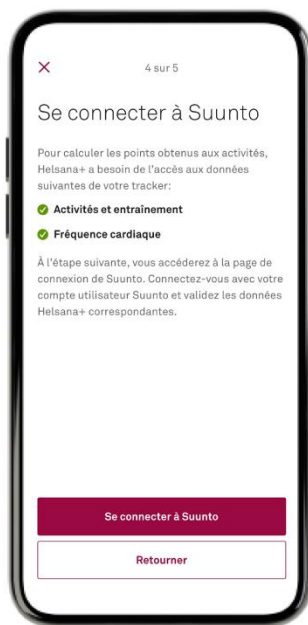 4 sur 5
Se connecter à Suunto
Pour calculer les points obtenus aux activités,
Helsana+ a besoin de l'accès aux données
suivantes de votre tracker:
Activités et entraînement
Fréquence cardiaque
À l'étape suivante, vous accéderez à la page de
connexion de Suunto. Connectez-vous avec votre
compte utilisateur Suunto et validez les données
Helsana+ correspondantes.
Se connecter à Suunto
Retourner